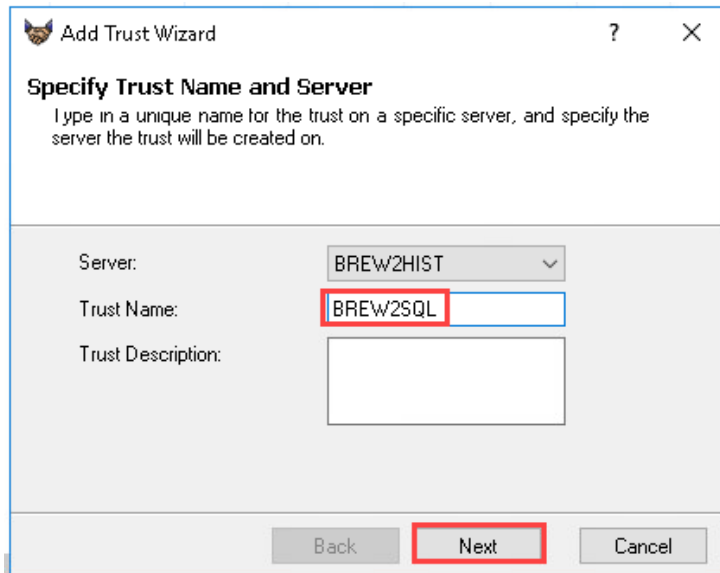 Add Trust Wizard ? ×
Specify Trust Name and Server
Type in a unique name for the trust on a specific server, and specify the
server the trust will be created on.
Server: BREW2HIST
Trust Name: BREW2SQL
Trust Description:
Back Next Cancel